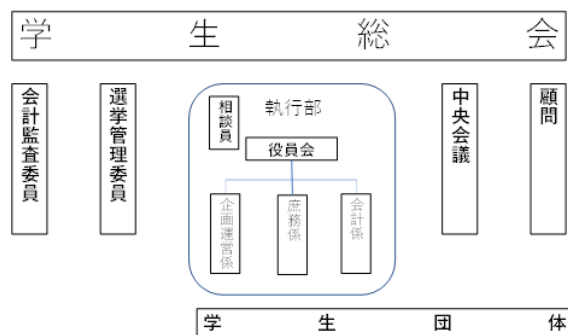 学生総会
会計監査委員
選挙管理委員
相談員
執行部
役員会
企画運営係
庶務係
会計係
中央会議
顧問
学生団体